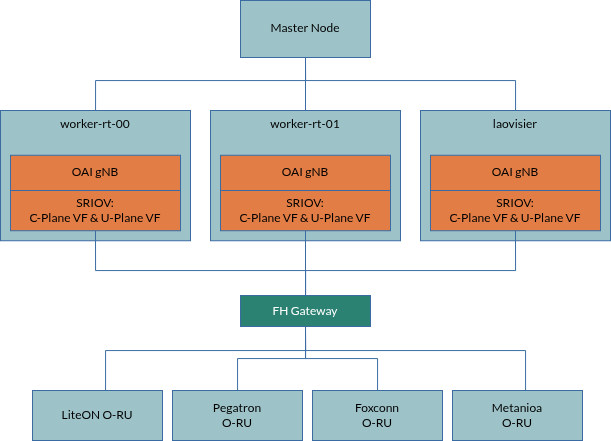 Master Node
worker-rt-00
worker-rt-01
laovisier
OAI gNB
OAI gNB
OAI gNB
SRIOV:
C-Plane VF & U-Plane VF
SRIOV:
C-Plane VF & U-Plane VF
SRIOV:
C-Plane VF & U-Plane VF
FH Gateway
LiteON O-RU
Pegatron
O-RU
Foxconn
O-RU
Metanioa
O-RU